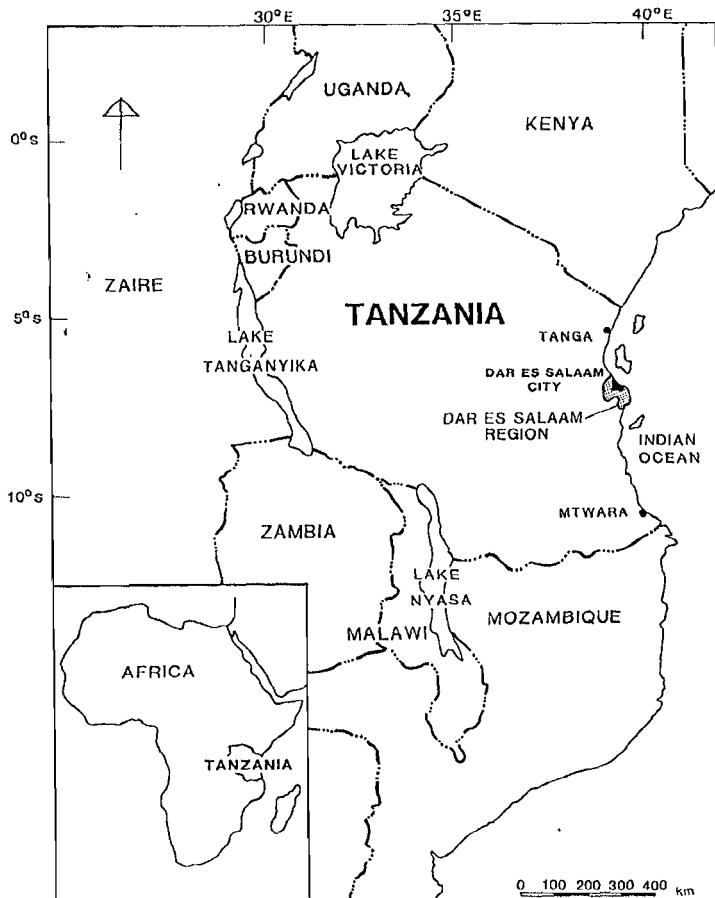 30°E 35°E 40°E
UGANDA
KENYA
0°S
LAKE
VICTORIA
RWANDA
BURUNDI
ZAIRE
TANZANIA
5°S
TANGA
LAKE
TANGANYIKA
DAR ES SALAAM
CITY
DAR ES SALAAM
REGION
INDIAN
OCEAN
10°S
MTWARA
ZAMBIA
LAKE
NYASA
MOZAMBIQUE
MALAWI
AFRICA
TANZANIA
0 100 200 300 400 km